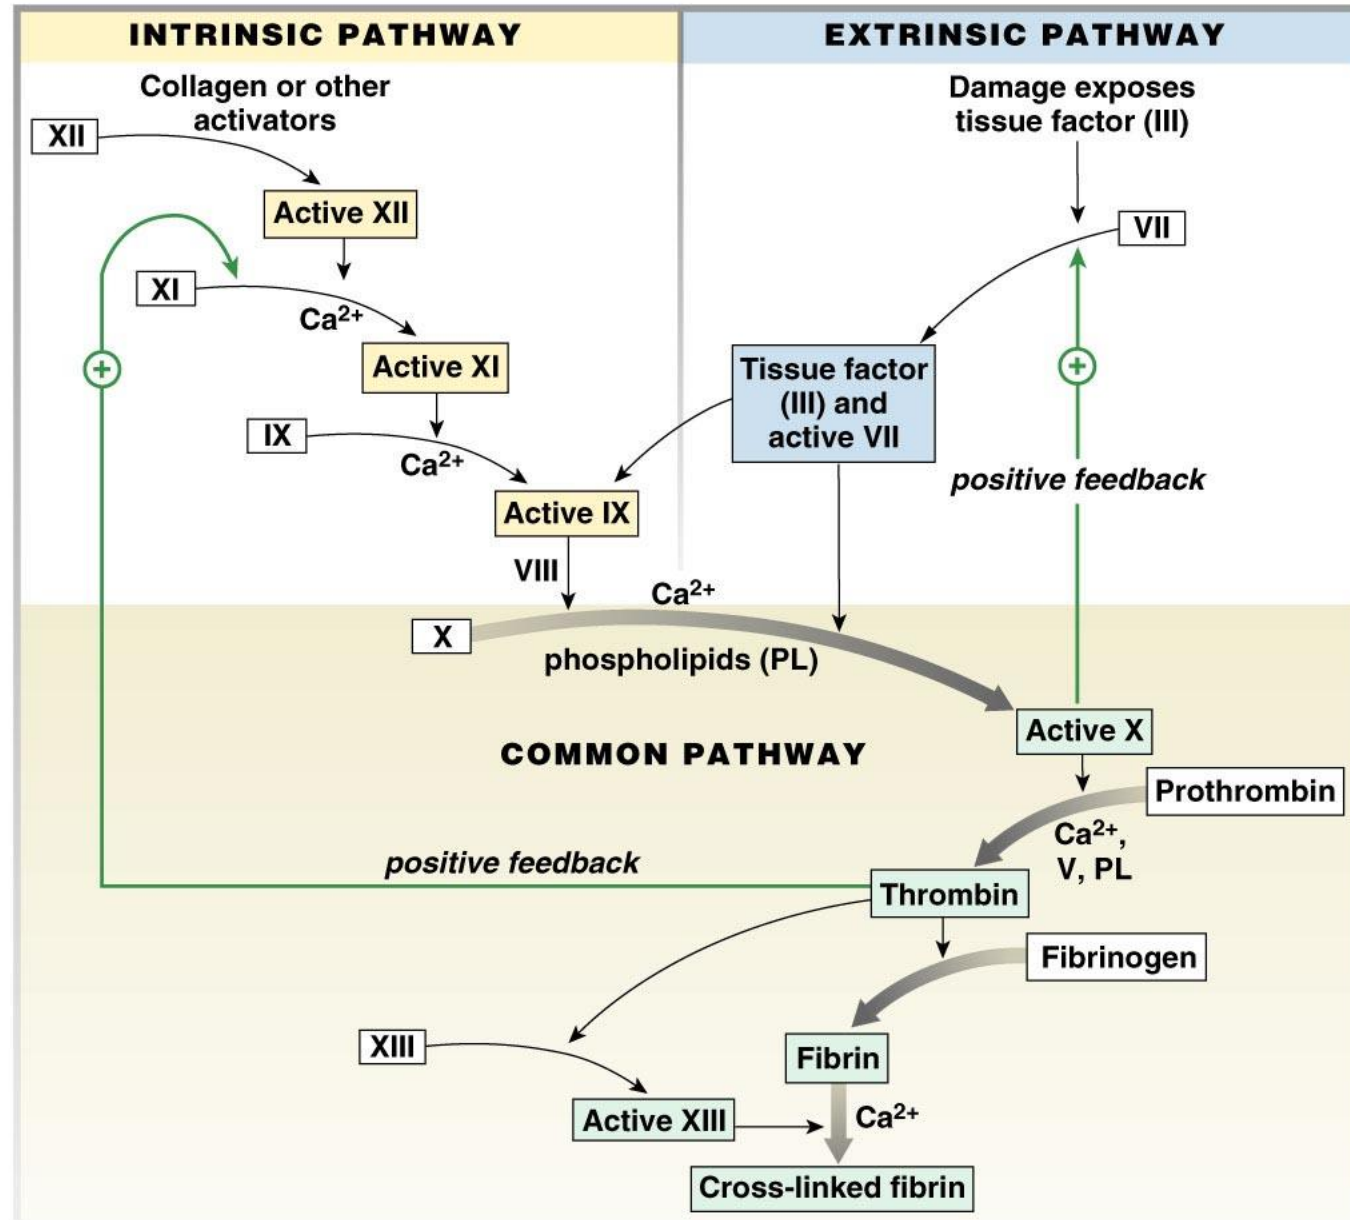 INTRINSIC PATHWAY
EXTRINSIC PATHWAY
Collagen or other
activators
XII
Active XII
XI
Ca2+
Active XI
IX
Ca2+
Active IX
VIII
Damage exposes
tissue factor (III)
VII
Tissue factor
(III) and
active VII
+
+
positive feedback
Ca2+
X
phospholipids (PL)
Active X
COMMON PATHWAY
Prothrombin
Ca2+,
V, PL
positive feedback
Thrombin
Fibrinogen
XIII
Fibrin
Active XIII
Ca2+
Cross-linked fibrin